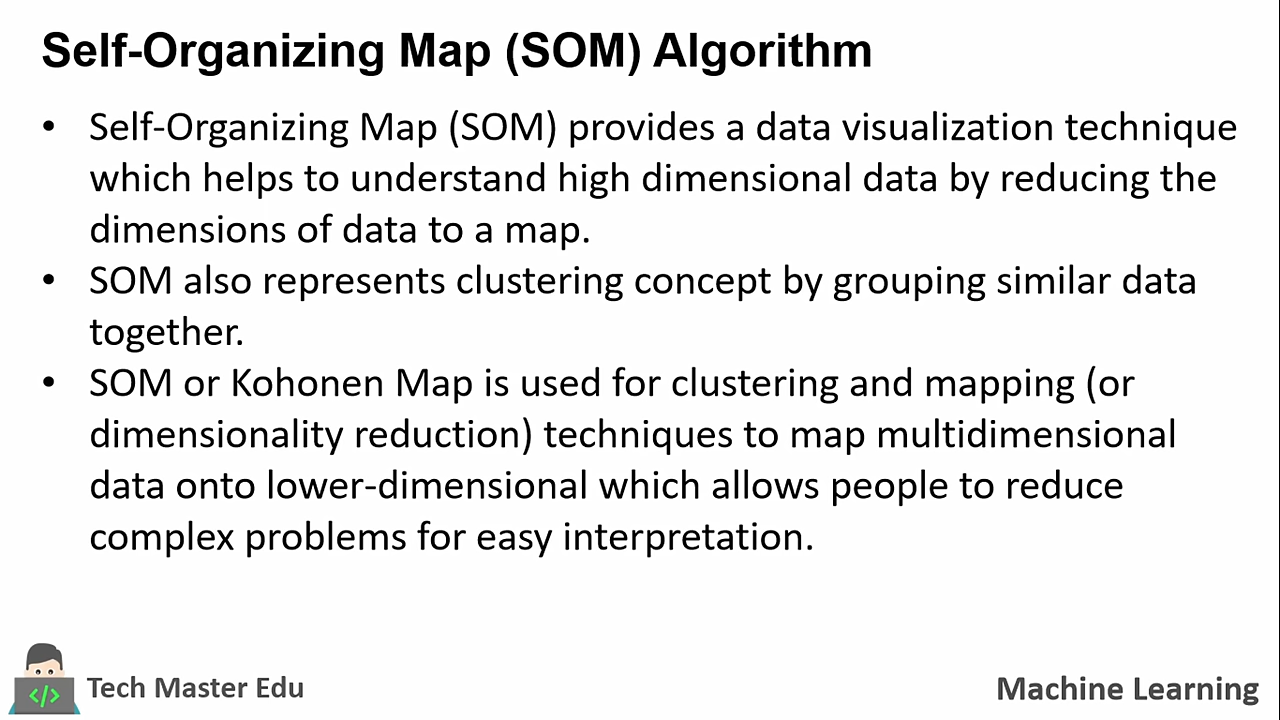 Self-Organizing Map (SOM) Algorithm
• Self-Organizing Map (SOM) provides a data visualization technique
which helps to understand high dimensional data by reducing the
dimensions of data to a map.
• SOM also represents clustering concept by grouping similar data
together.
• SOM or Kohonen Map is used for clustering and mapping (or
dimensionality reduction) techniques to map multidimensional
data onto lower-dimensional which allows people to reduce
complex problems for easy interpretation.
</>
Tech Master Edu
Machine Learning